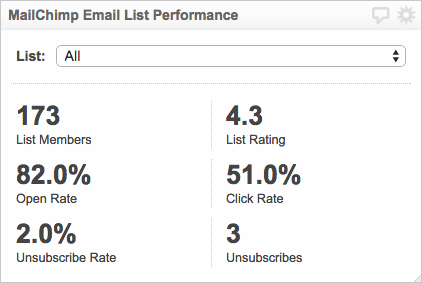 MailChimp Email List Performance
List: All
173 4.3
List Members List Rating
82.0% 51.0%
Open Rate Click Rate
2.0% 3
Unsubscribe Rate Unsubscribes